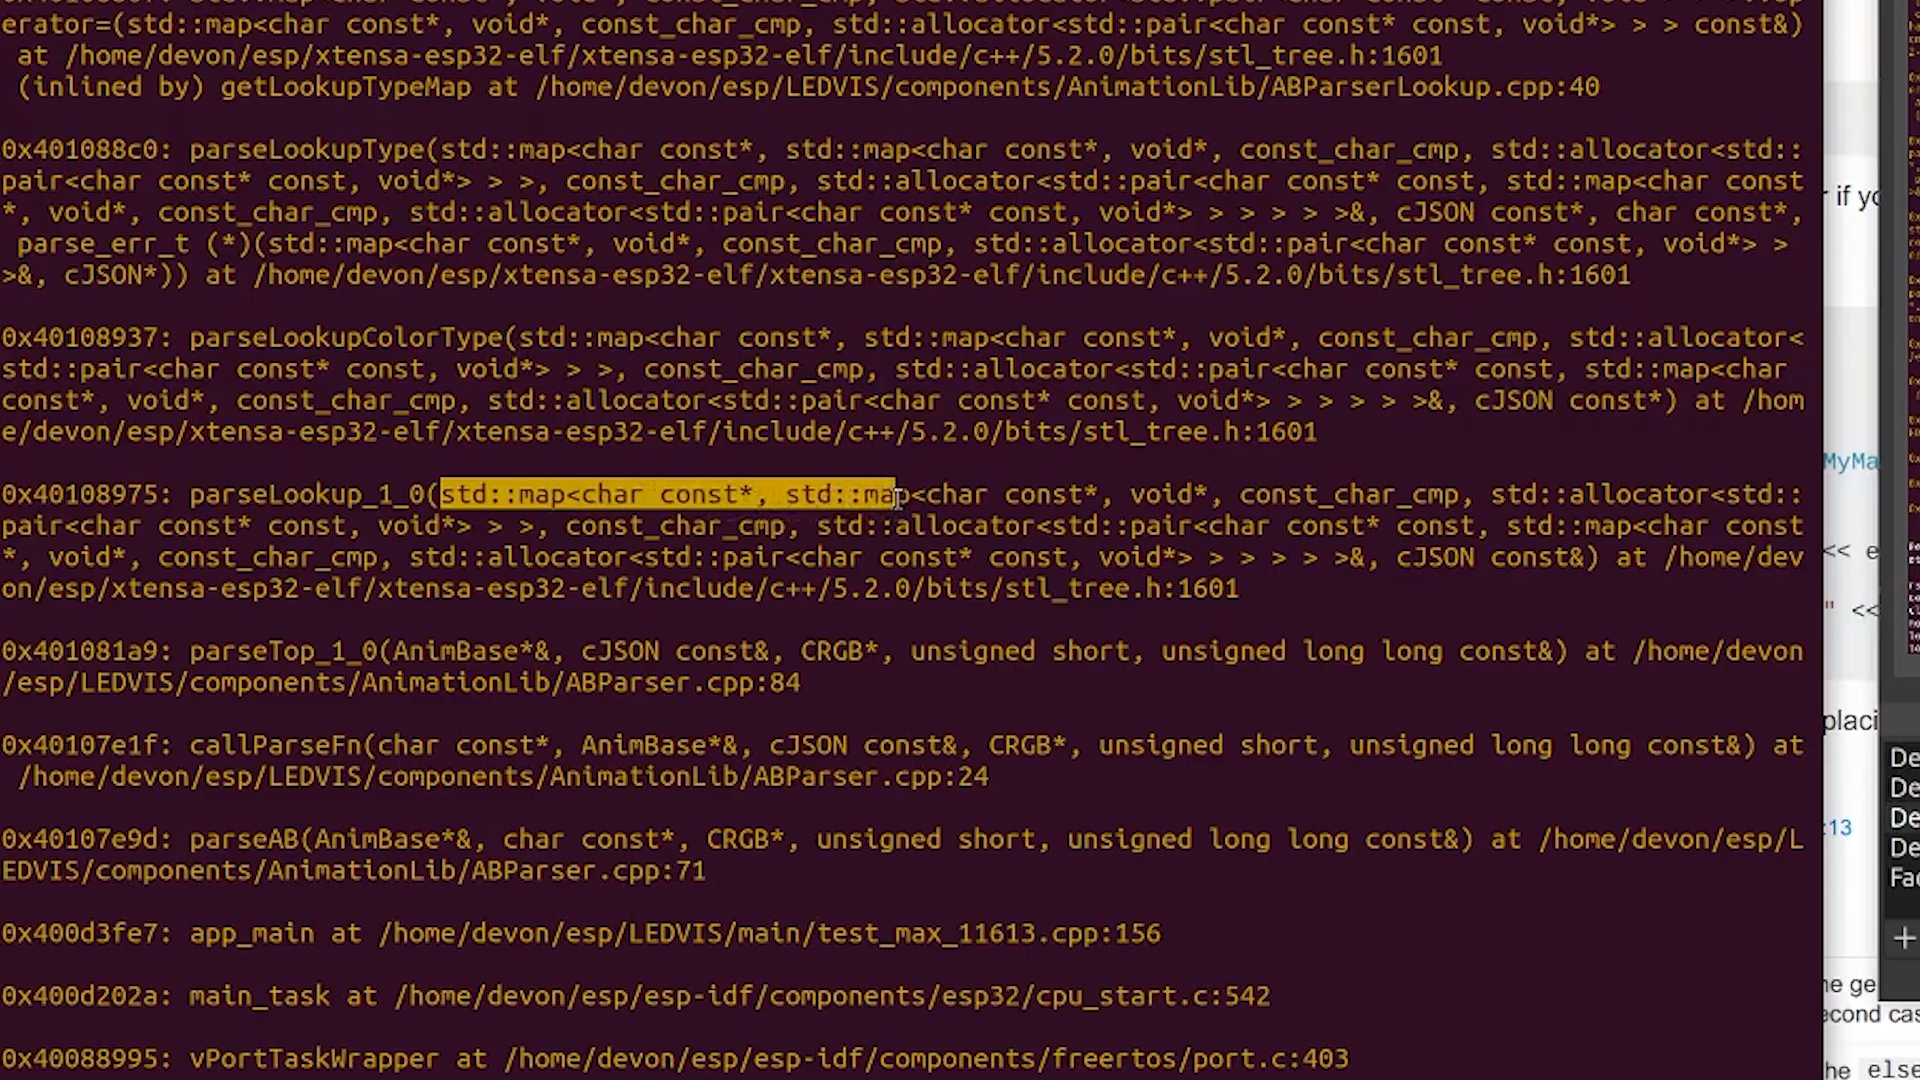 erator=(std::map<char const*, void*, const_char_cmp, std::allocator<std::pair<char const* const, void*> > > const&)
 at /home/devon/esp/xtensa-esp32-elf/xtensa-esp32-elf/include/c++/5.2.0/bits/stl_tree.h:1601
 (inlined by) getLookupTypeMap at /home/devon/esp/LEDVIS/components/AnimationLib/ABParserLookup.cpp:40
0x401088c0: parseLookupType(std::map<char const*, std::map<char const*, void*, const_char_cmp, std::allocator<std::
pair<char const* const, void*> > >, const_char_cmp, std::allocator<std::pair<char const* const, std::map<char const
*, void*, const_char_cmp, std::allocator<std::pair<char const* const, void*> > > > > >&, cJSON const*, char const*,
 parse_err_t (*)(std::map<char const*, void*, const_char_cmp, std::allocator<std::pair<char const* const, void*> >
>&, cJSON*)) at /home/devon/esp/xtensa-esp32-elf/xtensa-esp32-elf/include/c++/5.2.0/bits/stl_tree.h:1601
r if yo
0x40108937: parseLookupColorType(std::map<char const*, std::map<char const*, void*, const_char_cmp, std::allocator<
std::pair<char const* const, void*> > >, const_char_cmp, std::allocator<std::pair<char const* const, std::map<char
const*, void*, const_char_cmp, std::allocator<std::pair<char const* const, void*> > > > > >&, cJSON const*) at /hom
e/devon/esp/xtensa-esp32-elf/xtensa-esp32-elf/include/c++/5.2.0/bits/stl_tree.h:1601
MyMa
0x40108975: parseLookup_1_0(std::map<char const*, std::map<char const*, void*, const_char_cmp, std::allocator<std::
pair<char const* const, void*> > >, const_char_cmp, std::allocator<std::pair<char const* const, std::map<char const
*, void*, const_char_cmp, std::allocator<std::pair<char const* const, void*> > > > > >&, cJSON const&) at /home/dev
on/esp/xtensa-esp32-elf/xtensa-esp32-elf/include/c++/5.2.0/bits/stl_tree.h:1601
<< e
" <<
0x401081a9: parseTop_1_0(AnimBase*&, cJSON const&, CRGB*, unsigned short, unsigned long long const&) at /home/devon
/esp/LEDVIS/components/AnimationLib/ABParser.cpp:84
placi
0x40107e1f: callParseFn(char const*, AnimBase*&, cJSON const&, CRGB*, unsigned short, unsigned long long const&) at
 /home/devon/esp/LEDVIS/components/AnimationLib/ABParser.cpp:24
0x40107e9d: parseAB(AnimBase*&, char const*, CRGB*, unsigned short, unsigned long long const&) at /home/devon/esp/L
EDVIS/components/AnimationLib/ABParser.cpp:71
:13
De
De
De
De
Fac
0x400d3fe7: app_main at /home/devon/esp/LEDVIS/main/test_max_11613.cpp:156
+
0x400d202a: main_task at /home/devon/esp/esp-idf/components/esp32/cpu_start.c:542
ne ge
econd cas
0x40088995: vPortTaskWrapper at /home/devon/esp/esp-idf/components/freertos/port.c:403
he else